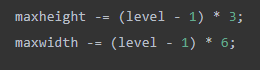 maxheight -= (level - 1) * 3;
maxwidth -= (level - 1) * 6;